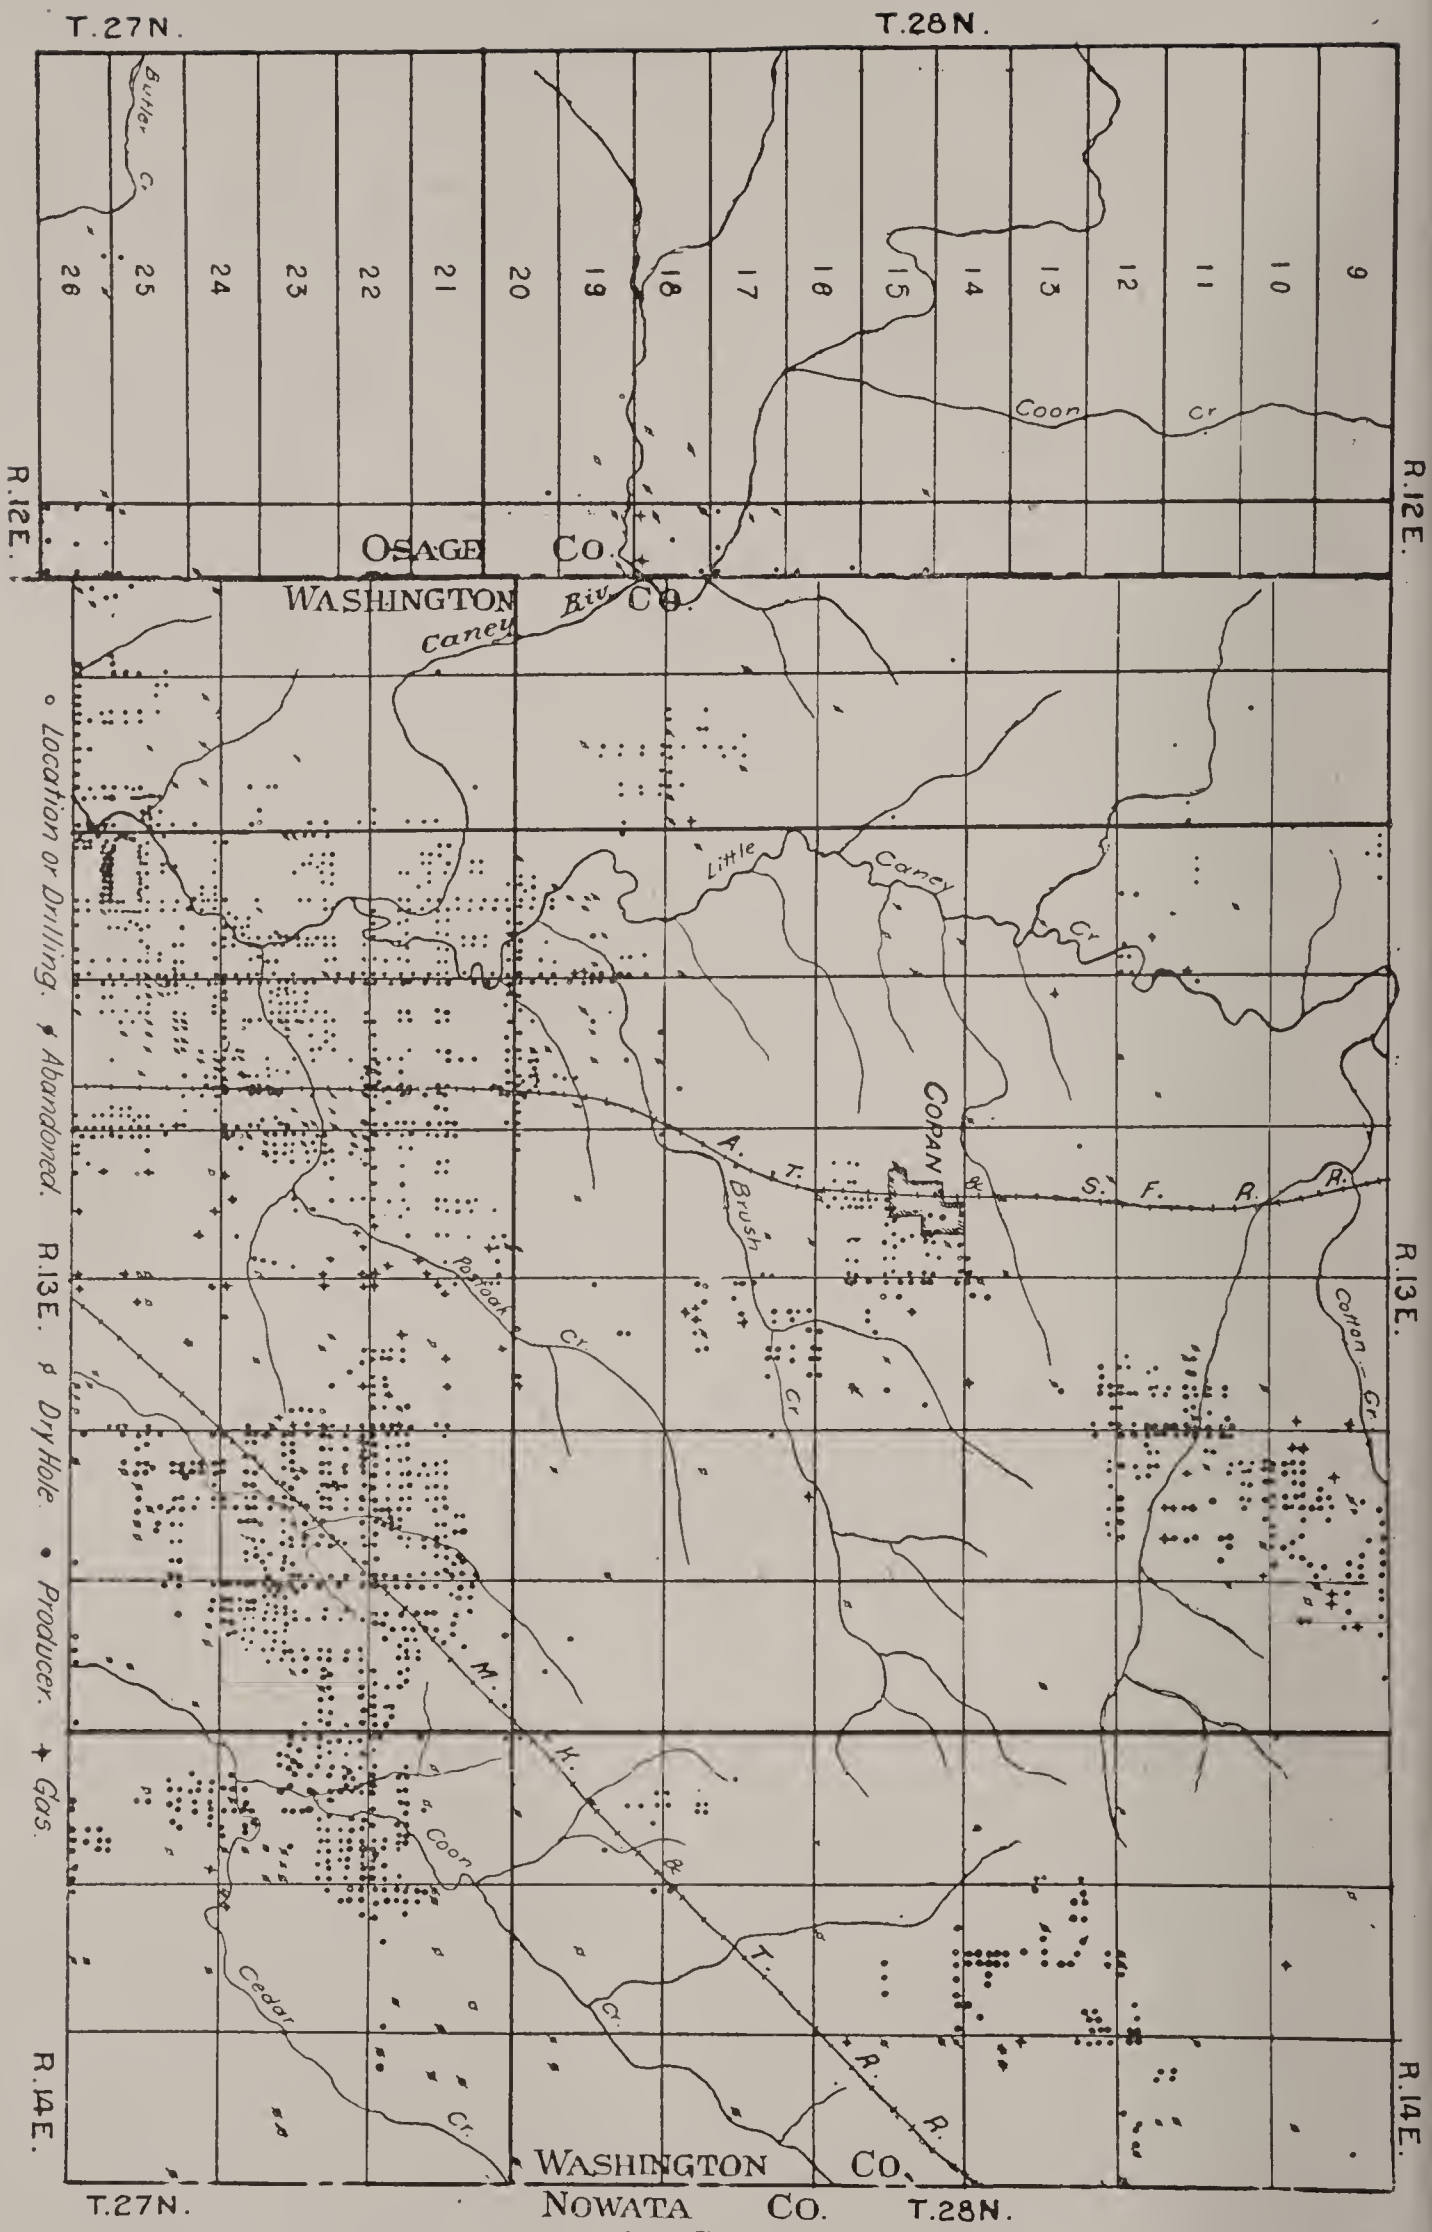 T.27N.
T.28N.
Butler Cr
26
25
24
23
22
21
20
19
18
17
16
15
14
13
12
11
10
9
Coon Cr
R.12E.
R.12E.
OSAGE Co.
WASHINGTON Co.
Caney Riv.
Little Caney Cr
COPAN
A. T. & S. F. R. R.
Brush Cr
Postoak Cr.
Cotton Gr.
R.13E.
R.13E.
° Location or Drilling. Abandoned. Dry Hole. • Producer. + Gas.
M. K. & T. R. R.
Coon Cr.
Cedar Cr.
R.14E.
R.14E.
WASHINGTON Co.
NOWATA CO.
T.27N.
T.28N.